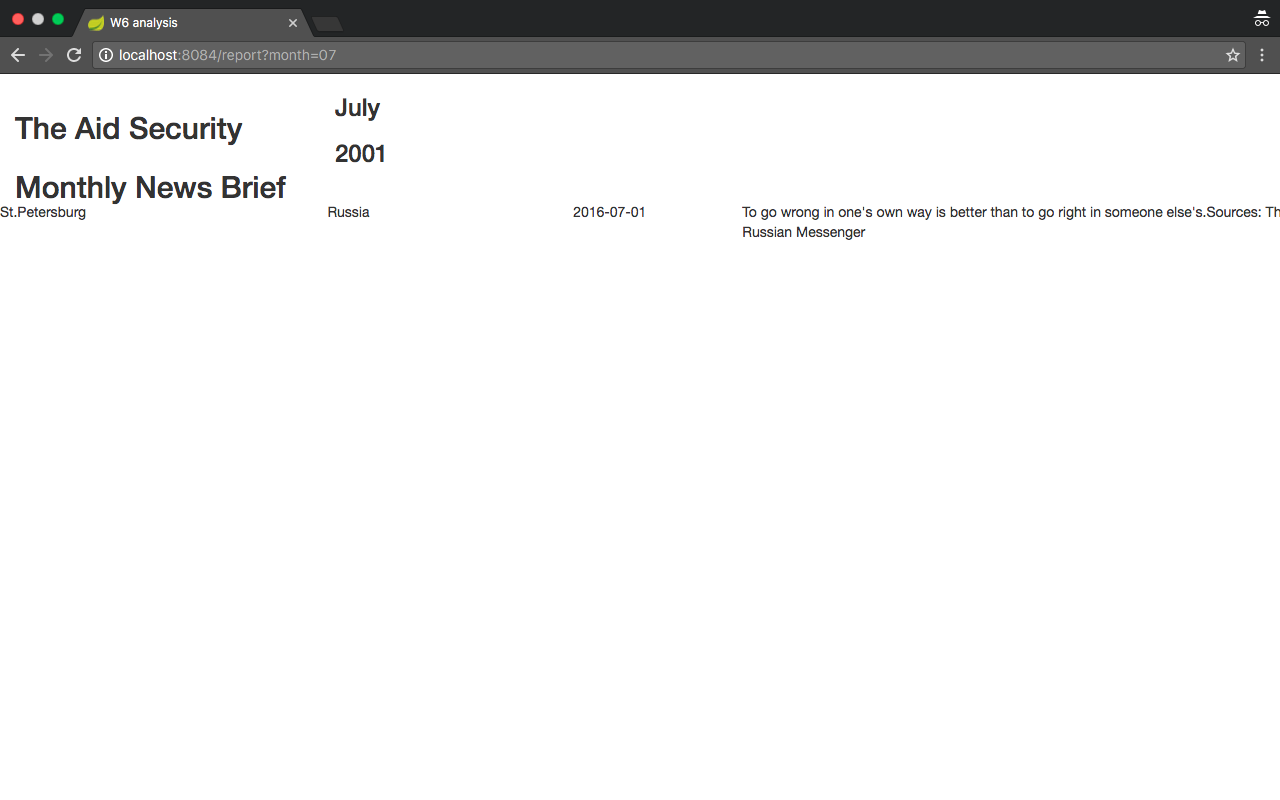 W6 analysis
localhost:8084/report?month=07
The Aid Security
Monthly News Brief
July
2001
St.Petersburg Russia 2016-07-01 To go wrong in one's own way is better than to go right in someone else's.Sources: Th
Russian Messenger